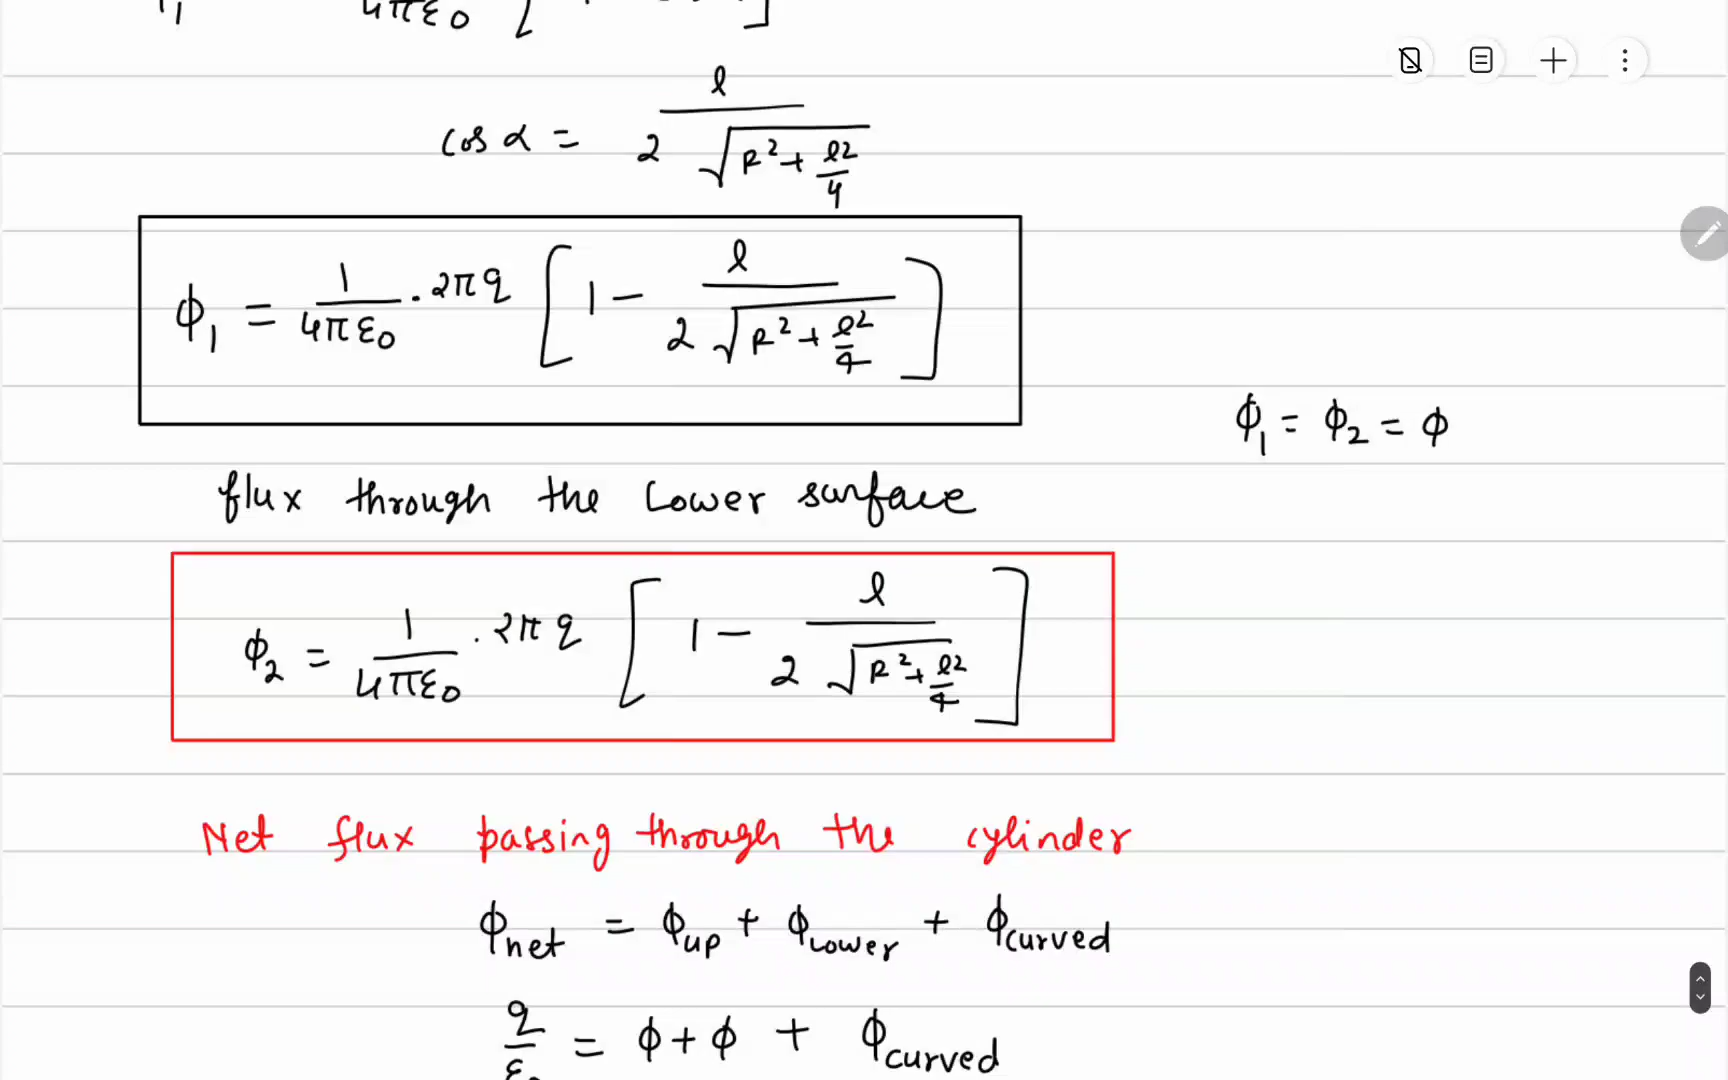 4πε₀ [
cos α = l / 2√(R² + l2/4)
ϕ₁ = 1/4πε₀ · 2πq [1 − l / 2√(R² + l2/4)]
ϕ₁ = ϕ₂ = ϕ
flux through the Lower surface
ϕ₂ = 1/4πε₀ · 2πq [1 − l / 2√(R² + l2/4)]
Net flux passing through the cylinder
ϕnet = ϕup + ϕLower + ϕcurved
q/ε₀ = ϕ + ϕ + ϕcurved